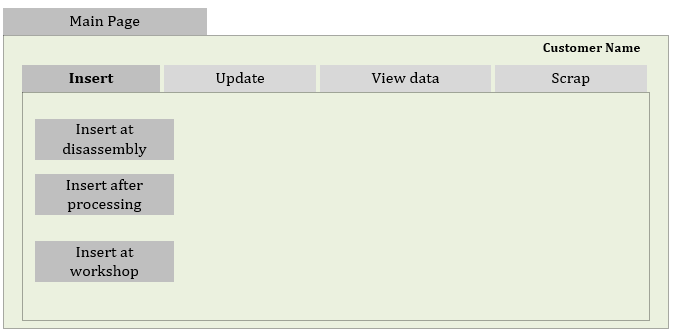 Main Page
Customer Name
Insert
Update
View data
Scrap
Insert at
disassembly
Insert after
processing
Insert at
workshop